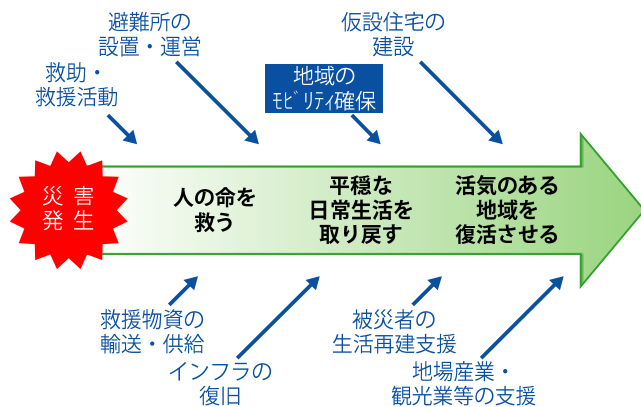 避難所の
設置・運営
仮設住宅の
建設
救助・
救援活動
地域の
ﾓﾋﾞﾘﾃｨ確保
災害
発生
人の命を
救う
平穏な
日常生活を
取り戻す
活気のある
地域を
復活させる
救援物資の
輸送・供給
インフラの
復旧
被災者の
生活再建支援
地場産業・
観光業等の支援